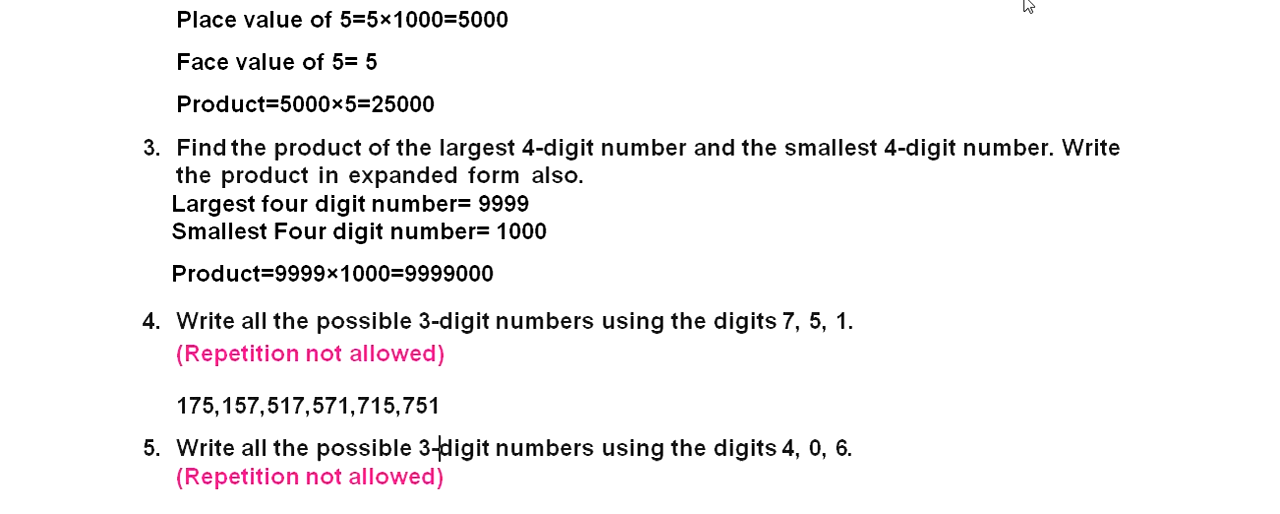 Place value of 5=5×1000=5000
Face value of 5= 5
Product=5000×5=25000
3. Find the product of the largest 4-digit number and the smallest 4-digit number. Write
the product in expanded form also.
Largest four digit number= 9999
Smallest Four digit number= 1000
Product=9999×1000=9999000
4. Write all the possible 3-digit numbers using the digits 7, 5, 1.
(Repetition not allowed)
175,157,517,571,715,751
5. Write all the possible 3-digit numbers using the digits 4, 0, 6.
(Repetition not allowed)